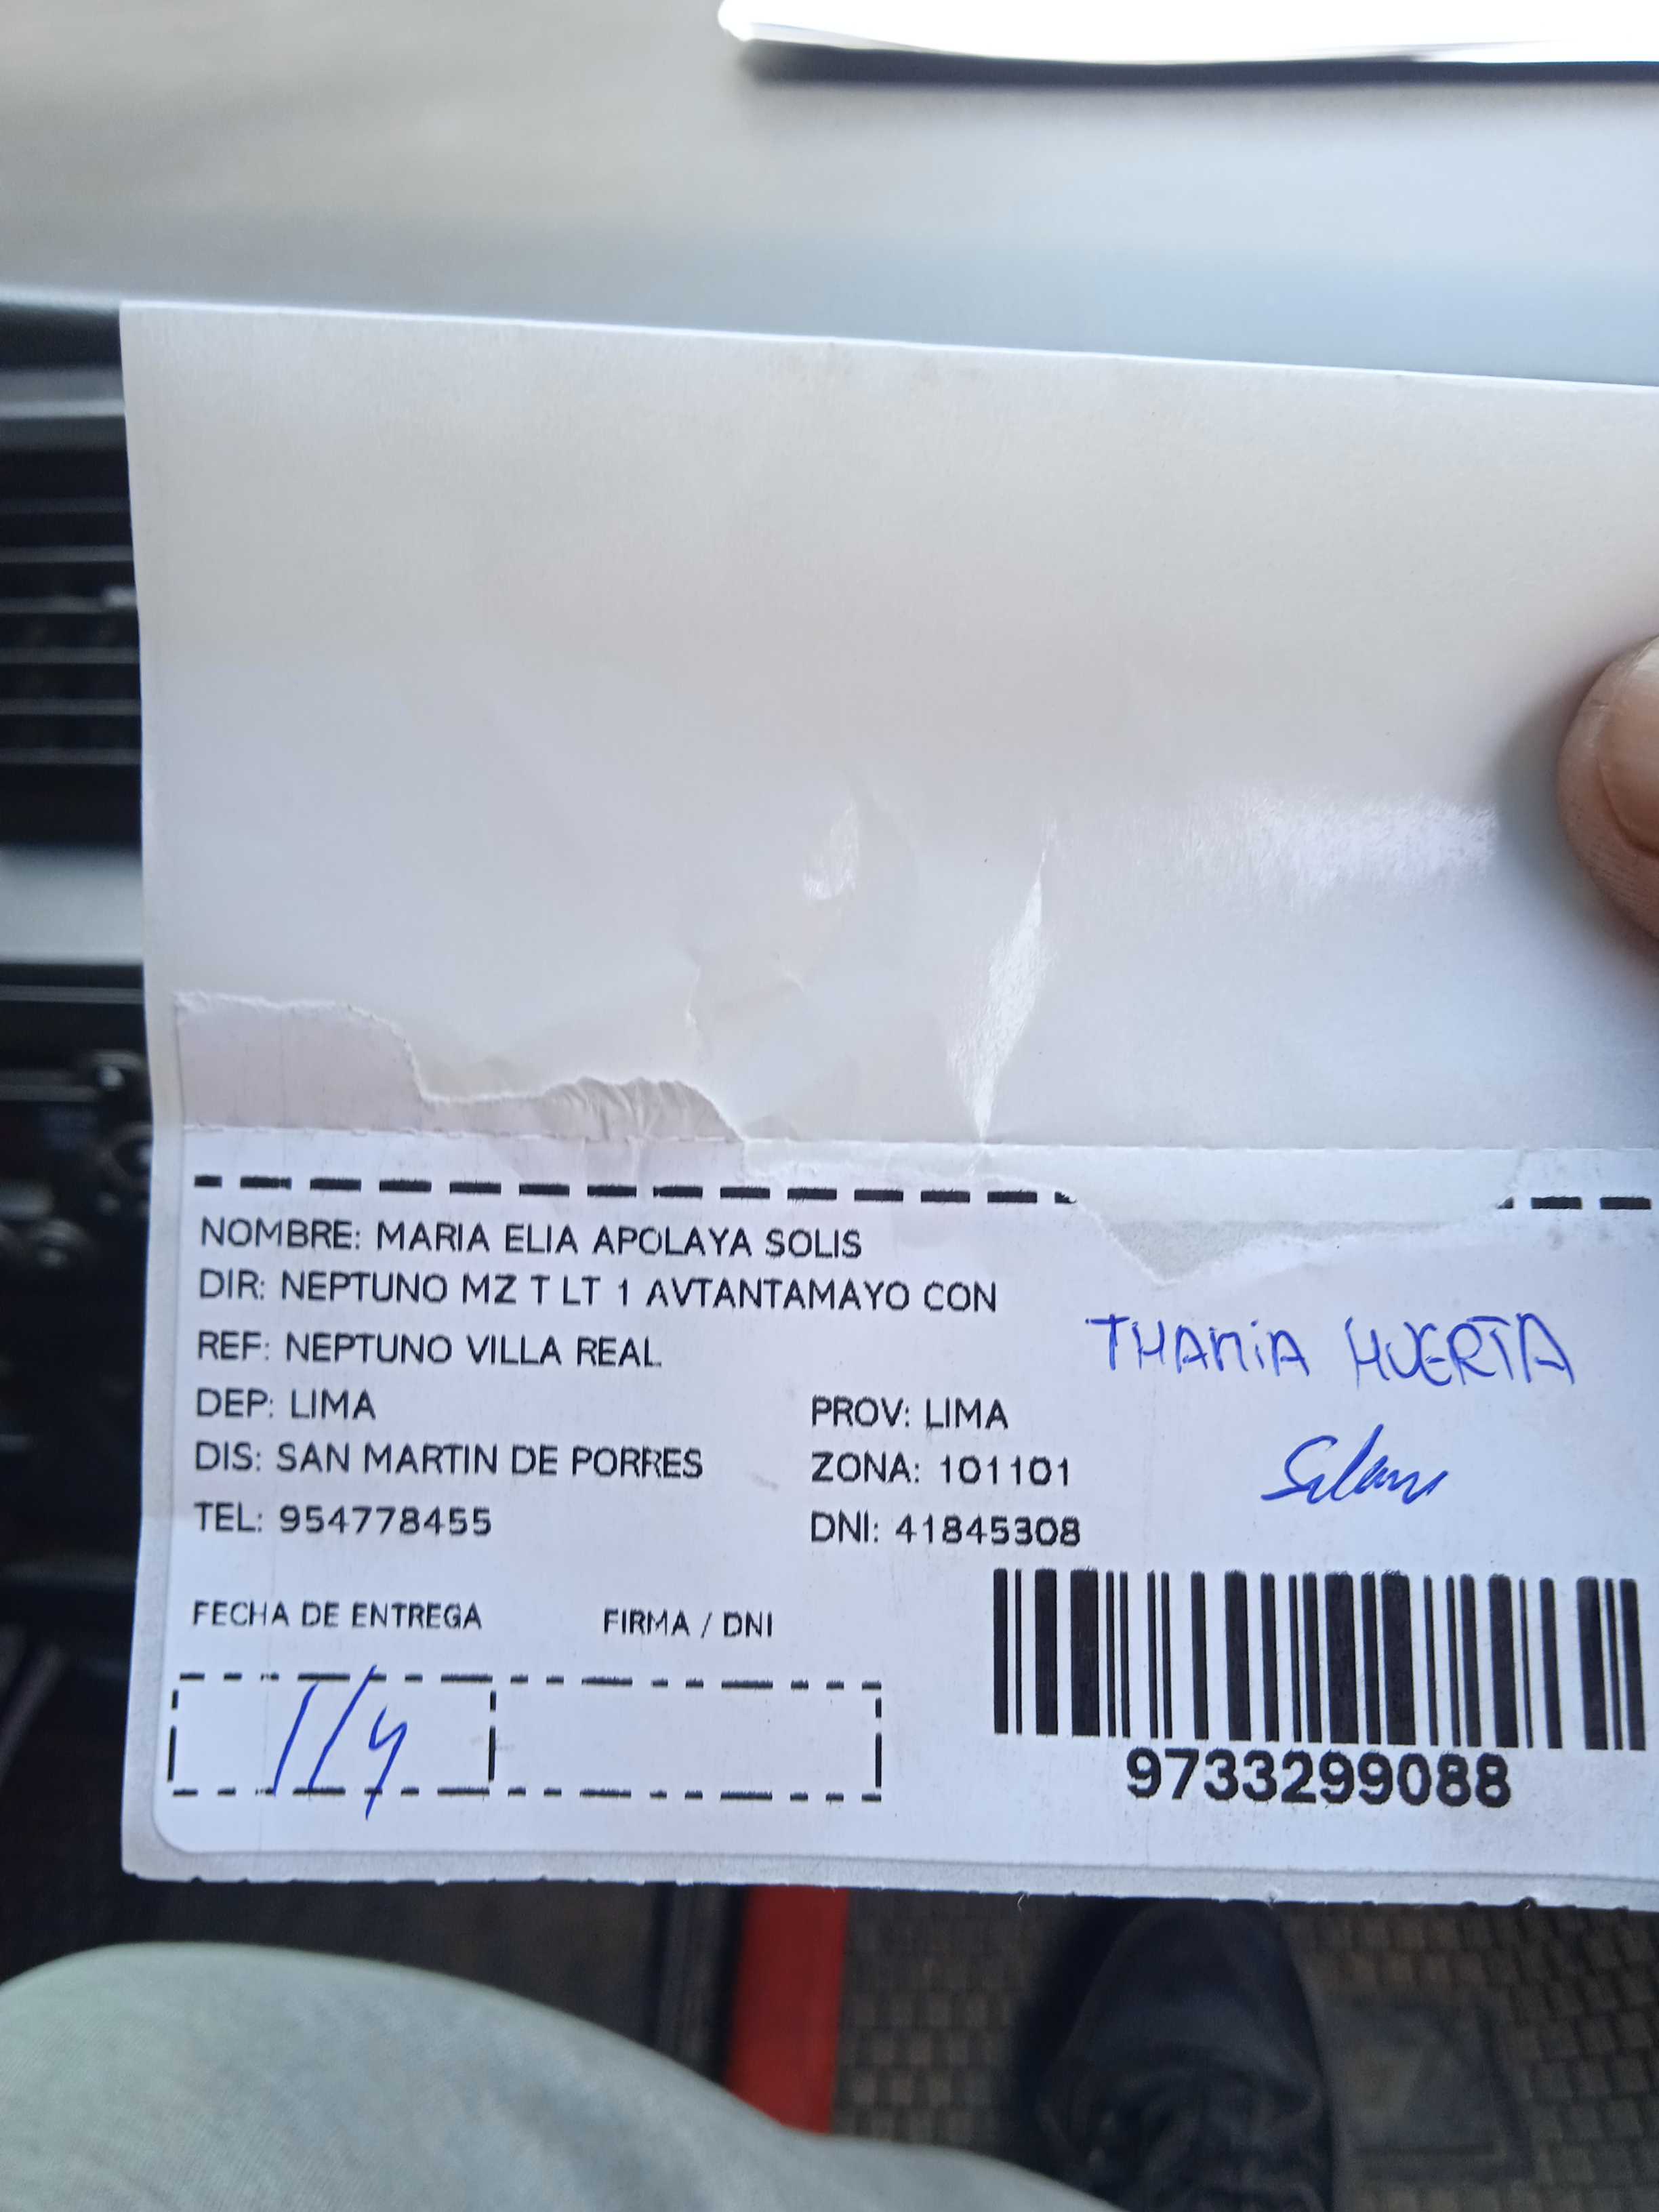 NOMBRE: MARIA ELIA APOLAYA SOLIS
DIR: NEPTUNO MZ T LT 1 AVTANTAMAYO CON
REF: NEPTUNO VILLA REAL
THAMIA HUERTA
DEP: LIMA PROV: LIMA
DIS: SAN MARTIN DE PORRES ZONA: 101101
TEL: 954778455 DNI: 41845308
FECHA DE ENTREGA FIRMA / DNI
1/4
9733299088